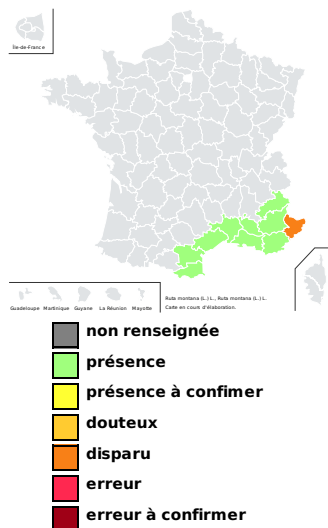 Île-de-France
Guadeloupe Martinique Guyane La Réunion Mayotte
Ruta montana (L.) L., Ruta montana (L.) L.
Carte en cours d'élaboration.
non renseignée
présence
présence à confimer
douteux
disparu
erreur
erreur à confirmer